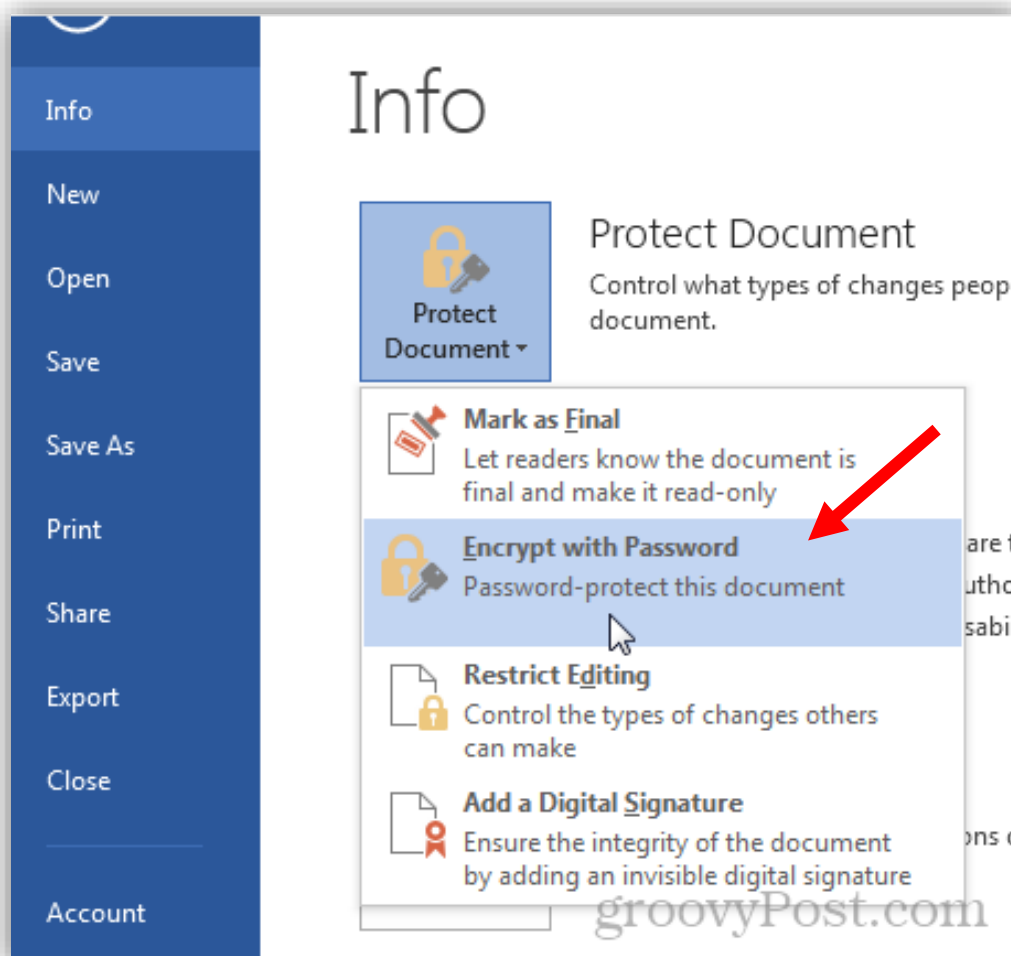 Info
New
Open
Save
Save As
Print
Share
Export
Close
Account
Info
Protect
Document
Protect Document
Control what types of changes peop
document.
Mark as Final
Let readers know the document is
final and make it read-only
Encrypt with Password
Password-protect this document
Restrict Editing
Control the types of changes others
can make
Add a Digital Signature
Ensure the integrity of the document
by adding an invisible digital signature
are
groovyPost.com